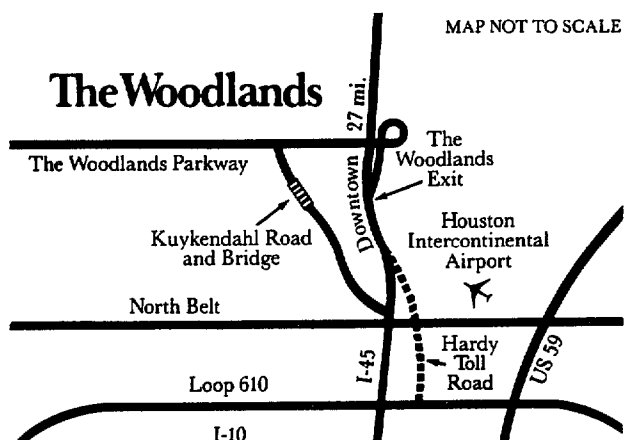 MAP NOT TO SCALE
The Woodlands
27 mi.
Downtown
The Woodlands Parkway
The
Woodlands
Exit
Kuykendahl Road
and Bridge
Houston
Intercontinental
Airport
North Belt
Hardy
Toll
Road
I-45
US 59
Loop 610
I-10